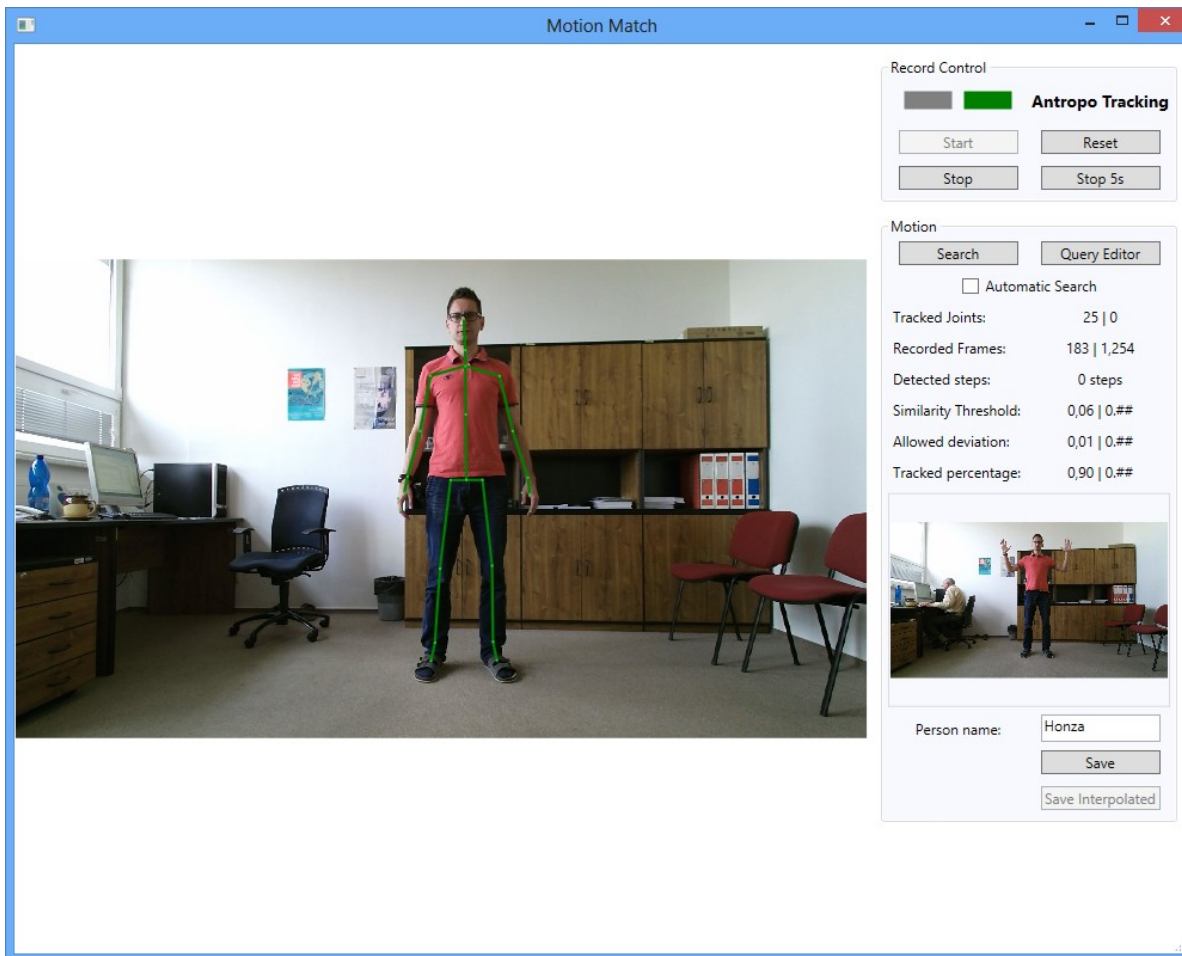 Motion Match
Record Control
Antropo Tracking
Start Reset
Stop Stop 5s
Motion
Search Query Editor
Automatic Search
Tracked Joints: 25 | 0
Recorded Frames: 183 | 1,254
Detected steps: 0 steps
Similarity Threshold: 0,06 | 0.##
Allowed deviation: 0,01 | 0.##
Tracked percentage: 0,90 | 0.##
Person name: Honza
Save
Save Interpolated